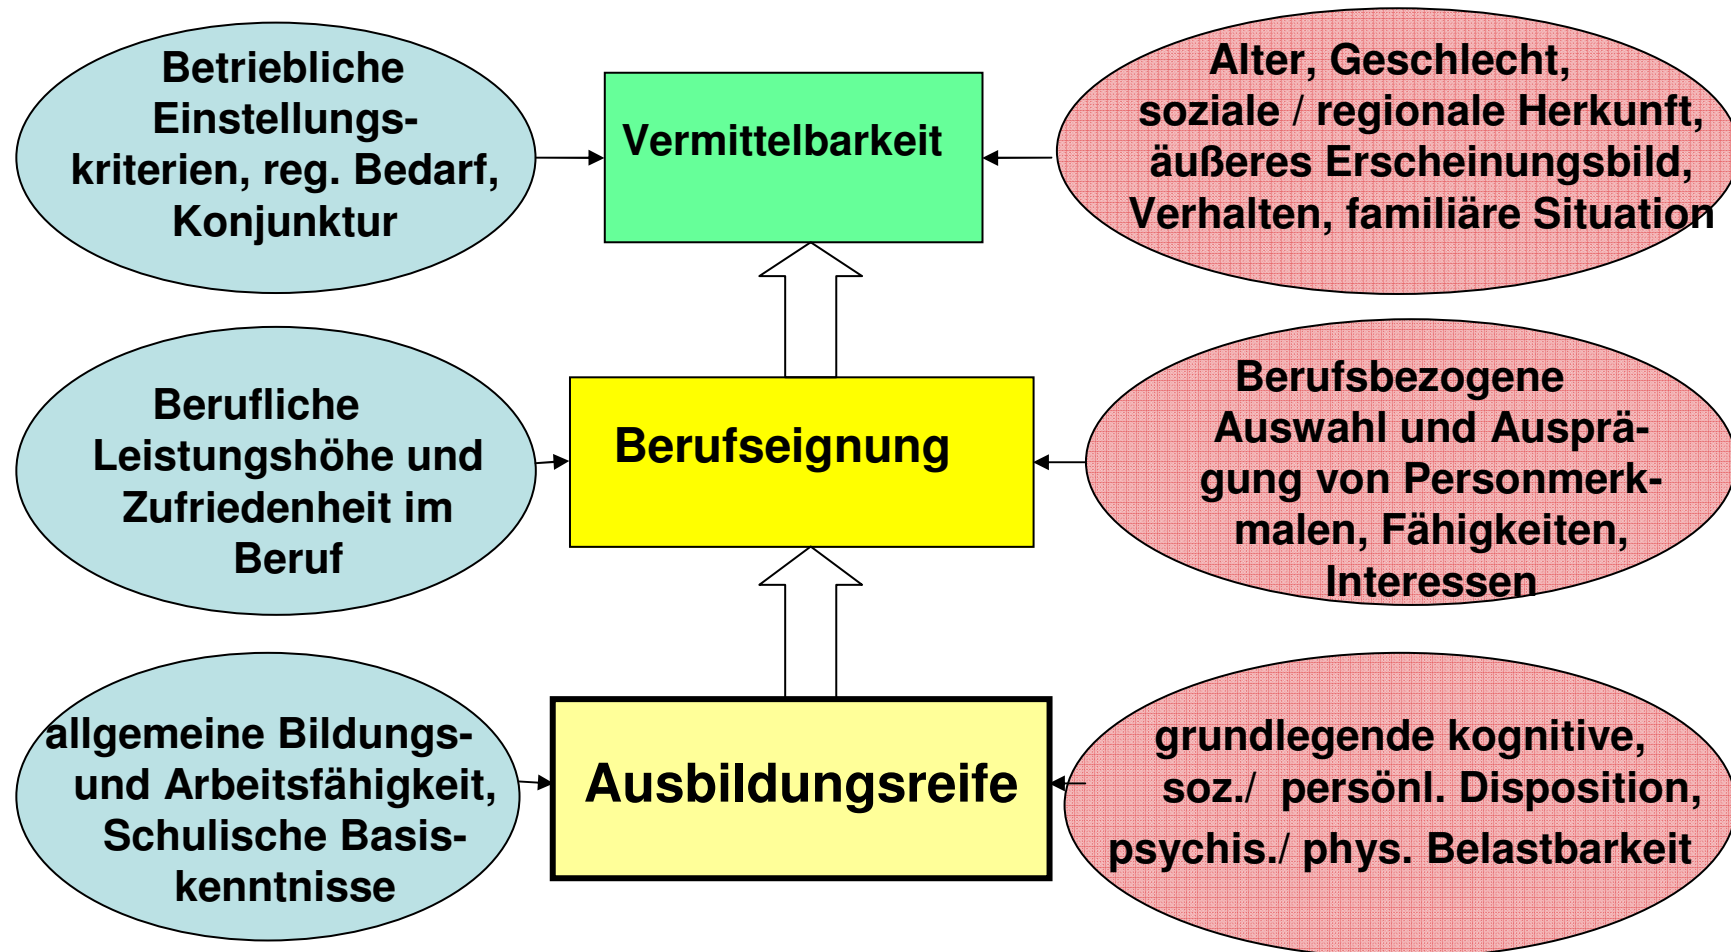 Betriebliche
Einstellungs-
kriterien, reg. Bedarf,
Konjunktur
Vermittelbarkeit
Alter, Geschlecht,
soziale / regionale Herkunft,
äußeres Erscheinungsbild,
Verhalten, familiäre Situation
Berufliche
Leistungshöhe und
Zufriedenheit im
Beruf
Berufseignung
Berufsbezogene
Auswahl und Ausprä-
gung von Personmerk-
malen, Fähigkeiten,
Interessen
allgemeine Bildungs-
und Arbeitsfähigkeit,
Schulische Basis-
kenntnisse
Ausbildungsreife
grundlegende kognitive,
soz./ persönl. Disposition,
psychis./ phys. Belastbarkeit